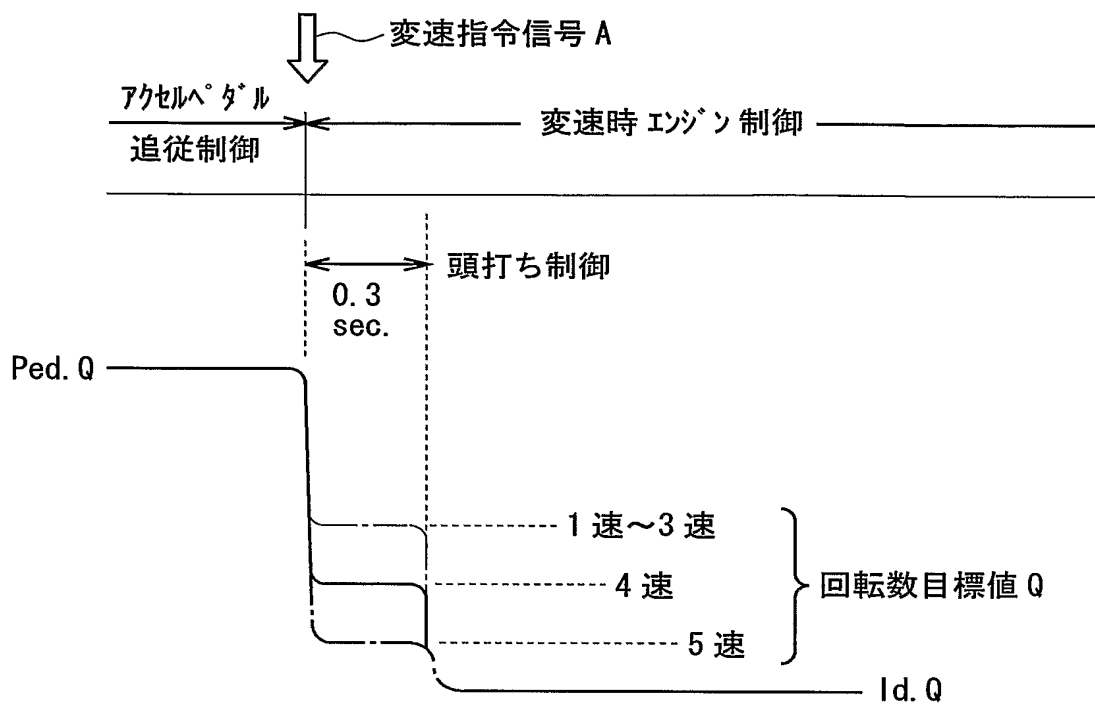 変速指令信号 A
アクセルペダル
追従制御
変速時 エンジン 制御
頭打ち制御
0.3
sec.
Ped. Q
1 速～3 速
4 速
5 速
回転数目標値 Q
Id. Q